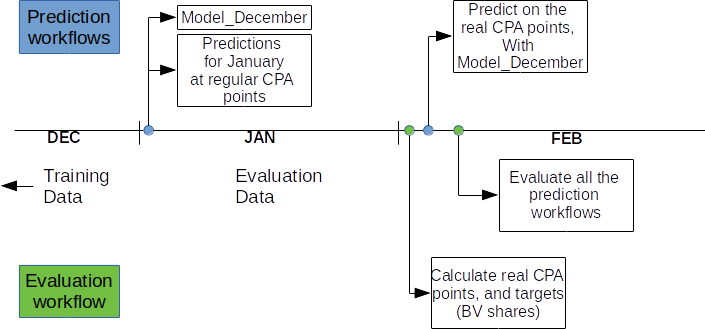 Prediction
workflows
Model_December
Predictions
for January
at regular CPA
points
Predict on the
real CPA points,
With
Model_December
DEC
JAN
FEB
Training
Data
Evaluation
Data
Evaluate all the
prediction
workflows
Evaluation
workflow
Calculate real CPA
points, and targets
(BV shares)